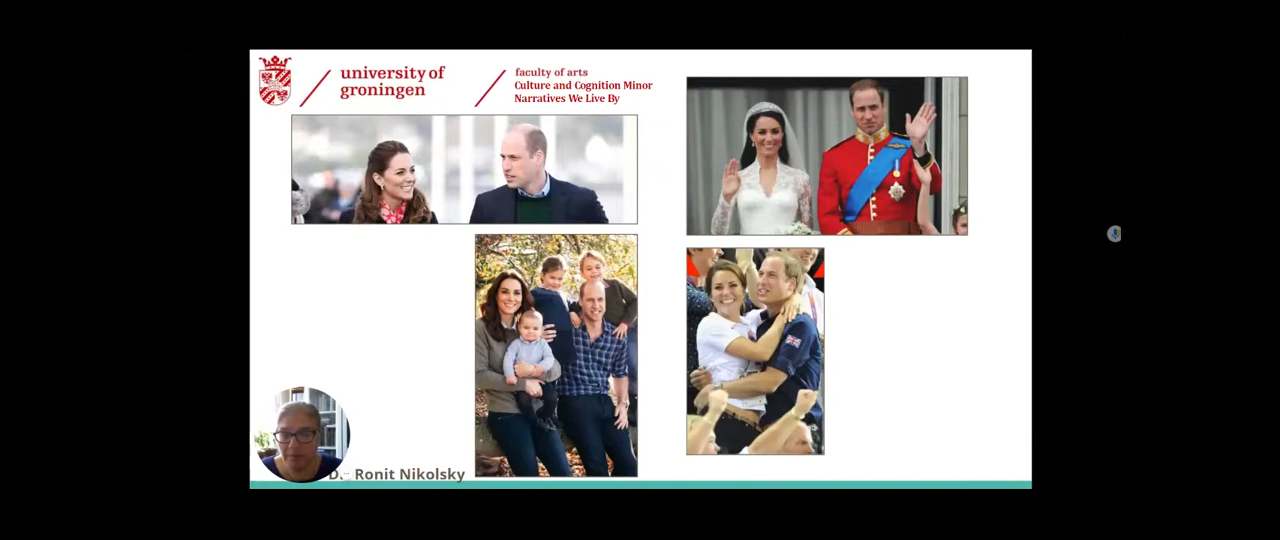 university of
groningen
faculty of arts
Culture and Cognition Minor
Narratives We Live By
Ronit Nikolsky